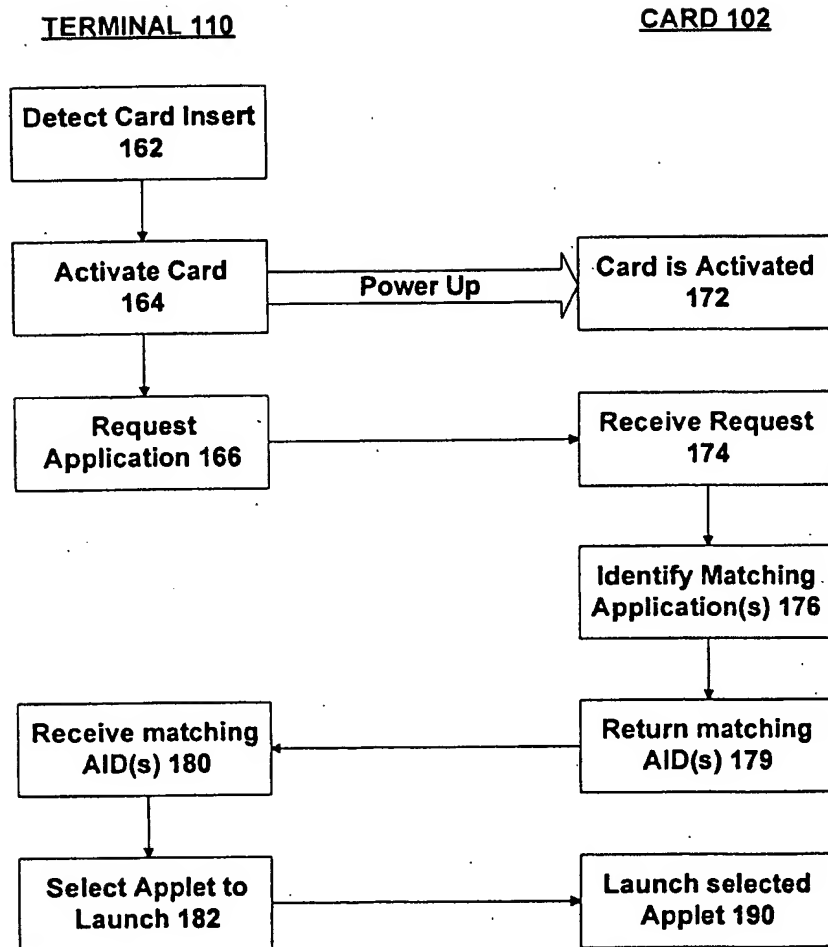 TERMINAL 110
CARD 102
Detect Card Insert
162
Activate Card
164
Power Up
Card is Activated
172
Request
Application 166
Receive Request
174
Identify Matching
Application(s) 176
Receive matching
AID(s) 180
Return matching
AID(s) 179
Select Applet to
Launch 182
Launch selected
Applet 190